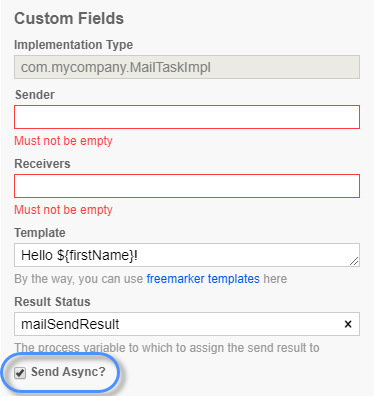 Custom Fields
Implementation Type
com.mycompany.MailTaskImpl
Sender
Must not be empty
Receivers
Must not be empty
Template
Hello ${firstName}!
By the way, you can use freemarker templates here
Result Status
mailSendResult ×
The process variable to which to assign the send result to
Send Async?